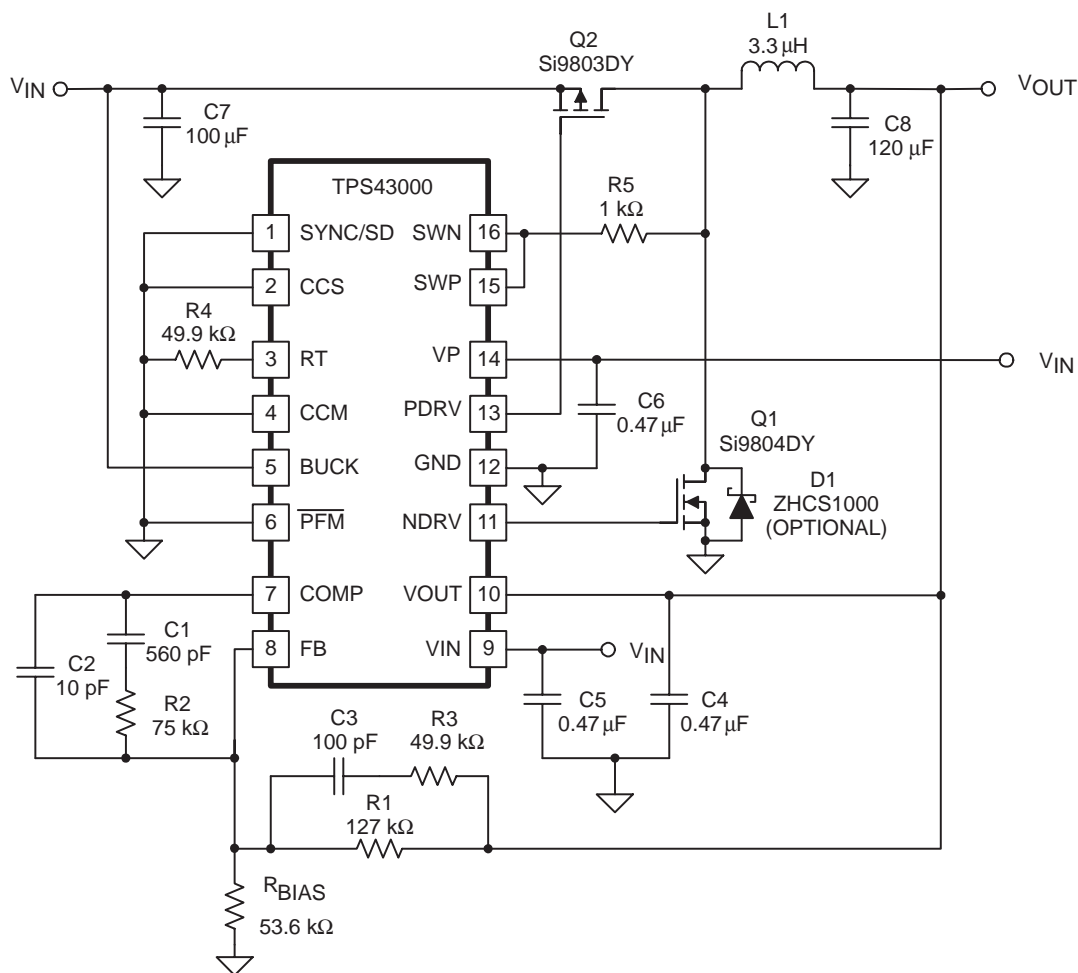 L1
3.3 μH
Q2
Si9803DY
VIN
VOUT
C7
100 μF
C8
120 μF
TPS43000
R5
1 kΩ
1 SYNC/SD SWN 16
2 CCS SWP 15
R4
49.9 kΩ
3 RT VP 14
VIN
4 CCM PDRV 13
C6
0.47 μF
Q1
Si9804DY
5 BUCK GND 12
D1
ZHCS1000
(OPTIONAL)
6 PFM NDRV 11
7 COMP VOUT 10
C1
560 pF
8 FB VIN 9
VIN
C2
10 pF
R2
75 kΩ
C5
0.47 μF
C4
0.47 μF
C3
100 pF
R3
49.9 kΩ
R1
127 kΩ
RBIAS
53.6 kΩ